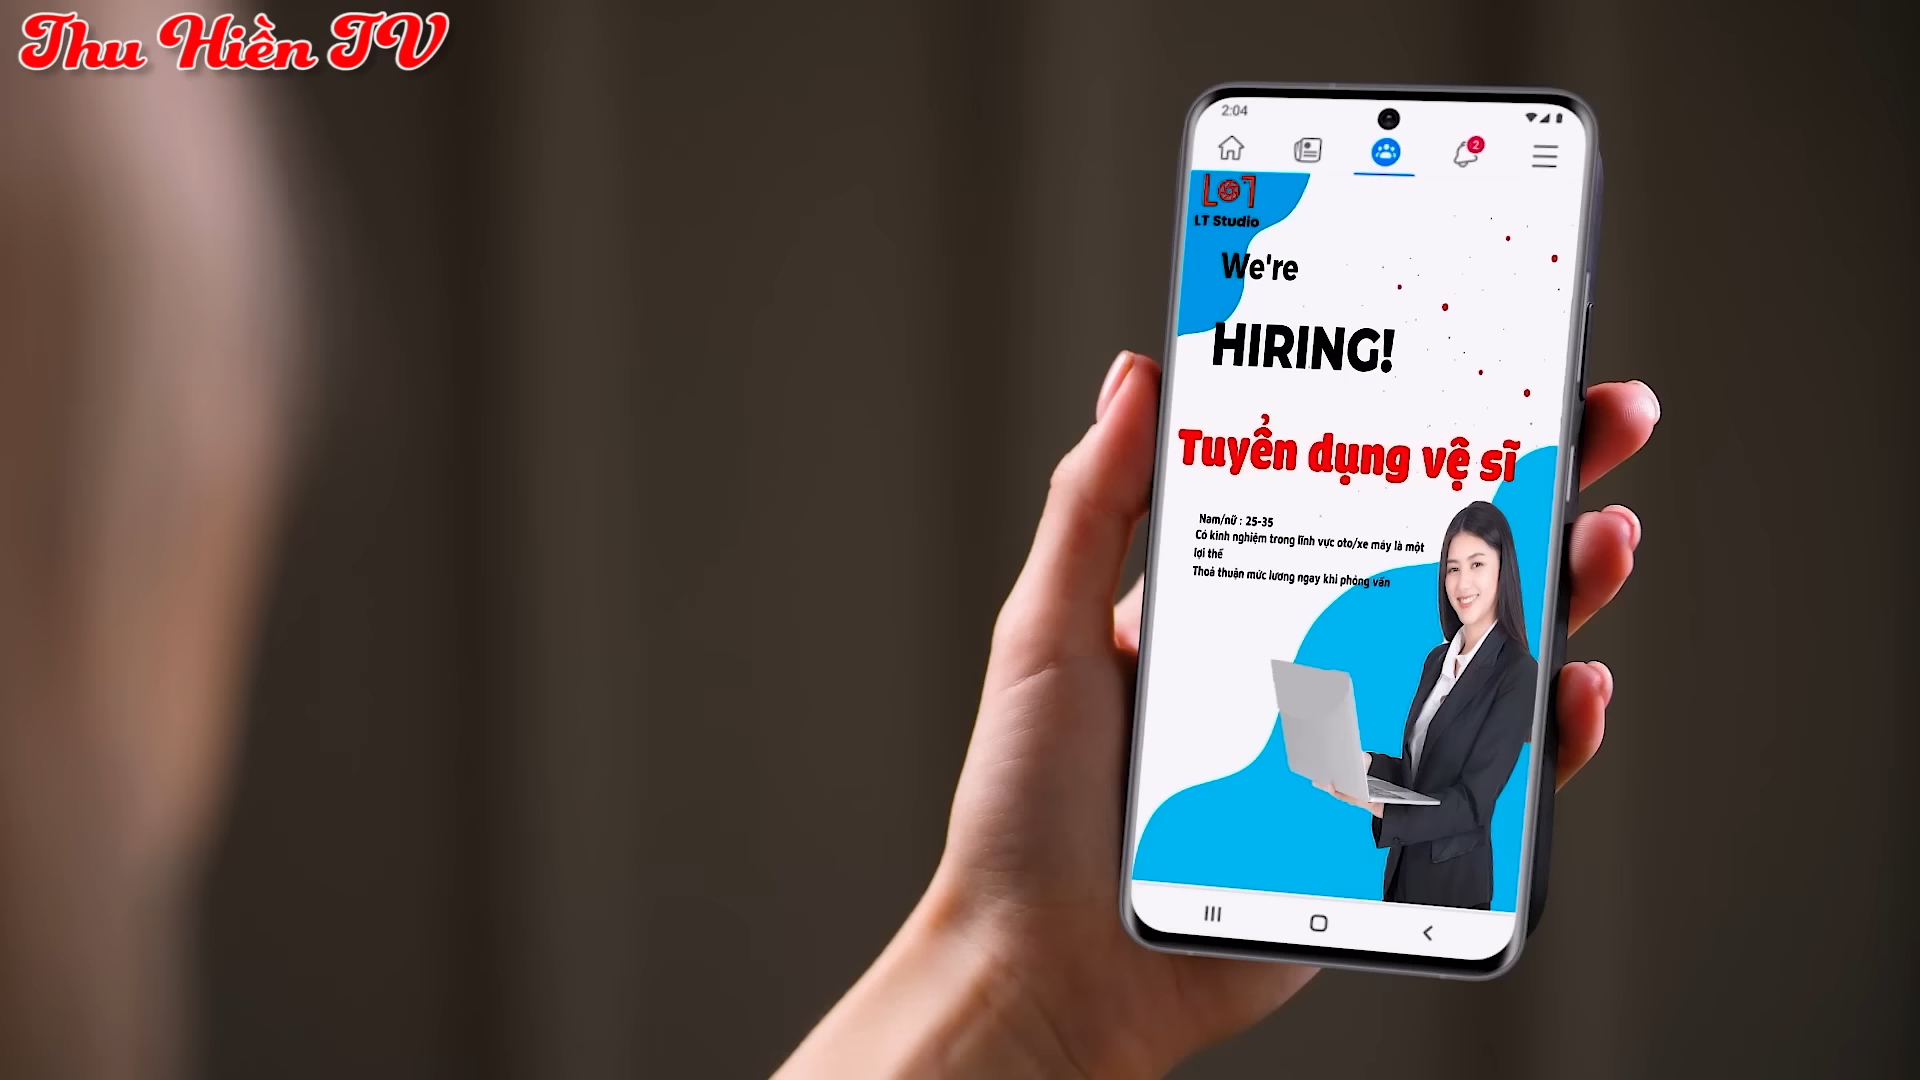 Thu Hiền TV
2:04
2
LT
LT Studio
We're
HIRING!
Tuyển dụng vệ sĩ
Nam/nữ : 25-35
Có kinh nghiệm trong lĩnh vực oto/xe máy là một
lợi thế
Thoả thuận mức lương ngay khi phỏng vấn